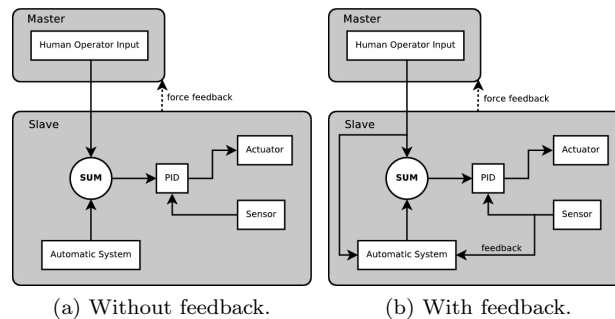 Master
Human Operator Input
force feedback
Slave
SUM
PID
Actuator
Sensor
Automatic System
(a) Without feedback.
Master
Human Operator Input
force feedback
Slave
SUM
PID
Actuator
Sensor
Automatic System
feedback
(b) With feedback.